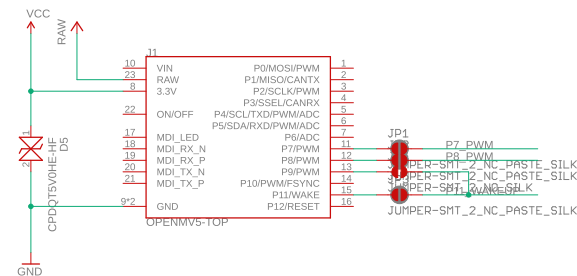 VCC
RAW
J1
10 VIN
23 RAW
8 3.3V
22 ON/OFF
17 MDI_LED
18 MDI_RX_N
19 MDI_RX_P
20 MDI_TX_N
21 MDI_TX_P
9*2 GND
P0/MOSI/PWM 1
P1/MISO/CANTX 2
P2/SCLK/PWM 3
P3/SSEL/CANRX 4
P4/SCL/TXD/PWM/ADC 5
P5/SDA/RXD/PWM/ADC 6
P6/ADC 7
P7/PWM 11
P8/PWM 12
P9/PWM 13
P10/PWM/FSYNC 14
P11/WAKE 15
P12/RESET 16
OPENMV5-TOP
1
2
D5
CPDQT5V0HE-HF
GND
JP1
P7_PWM
P8_PWM
JUMPER-SMT_2_NC_PASTE_SILK
JUMPER-SMT_2_NC_PASTE_SILK
JUMPER-SMT_2_NC_PASTE_SILK